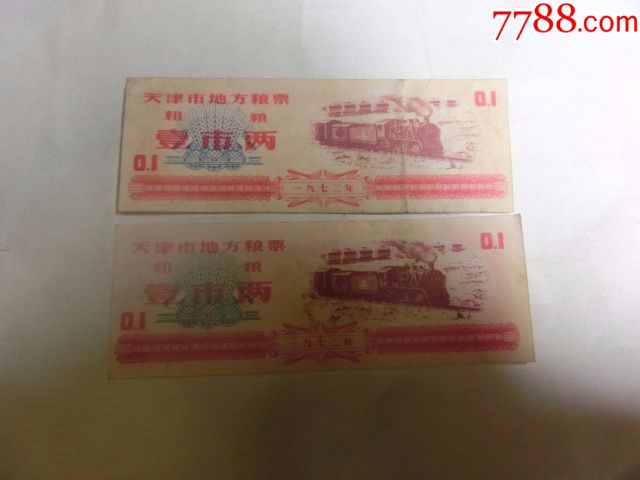 7788.com
天津市地方粮票
0.1
粗 粮
壹市两
0.1
一九七二年
天津市地方粮票
0.1
粗 粮
壹市两
0.1
一九七二年